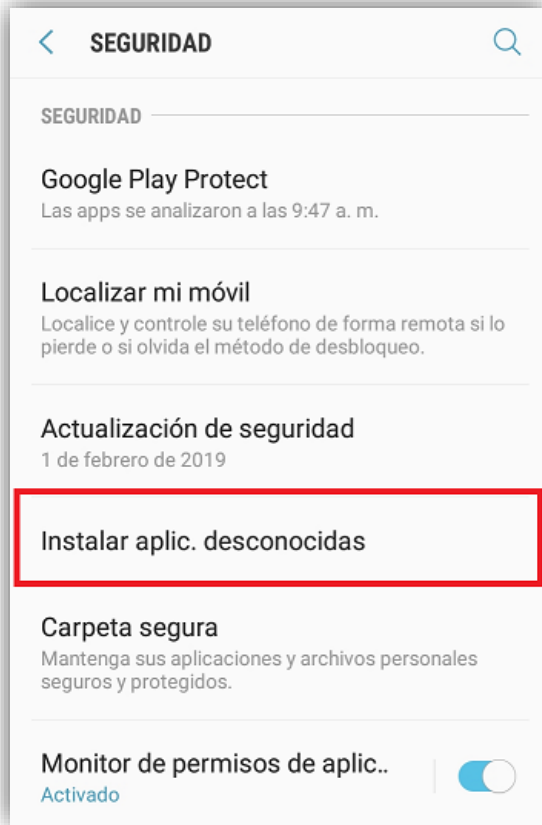 SEGURIDAD
SEGURIDAD
Google Play Protect
Las apps se analizaron a las 9:47 a. m.
Localizar mi móvil
Localice y controle su teléfono de forma remota si lo
pierde o si olvida el método de desbloqueo.
Actualización de seguridad
1 de febrero de 2019
Instalar aplic. desconocidas
Carpeta segura
Mantenga sus aplicaciones y archivos personales
seguros y protegidos.
Monitor de permisos de aplic..
Activado